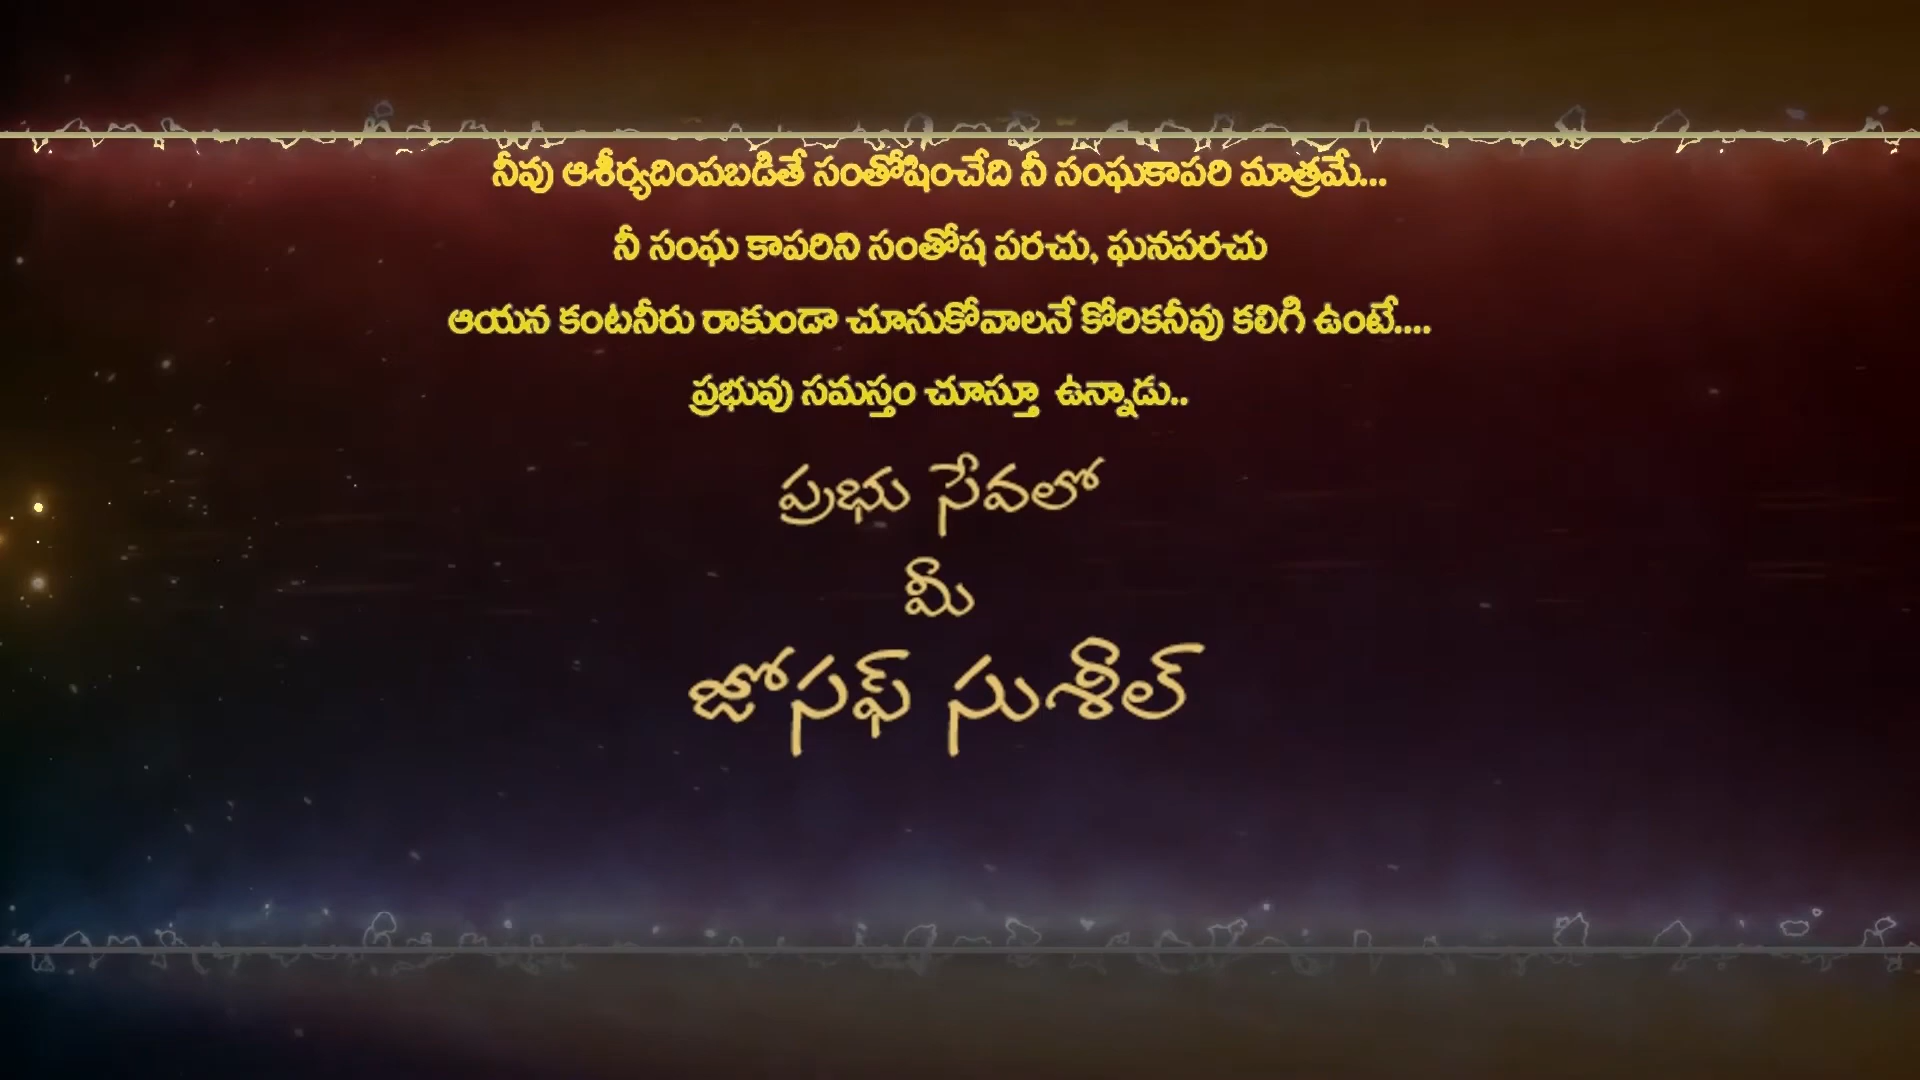 నీవు ఆశీర్యదింపబడితే సంతోషించేది నీ సంఘకాపరి మాత్రమే...
నీ సంఘ కాపరిని సంతోష పరచు, ఘనపరచు
ఆయన కంటనీరు రాకుండా చూసుకోవాలనే కోరికనీవు కలిగి ఉంటే....
ప్రభువు సమస్తం చూస్తూ ఉన్నాడు..
ప్రభు సేవలో
మీ
జోసఫ్ సుశీల్